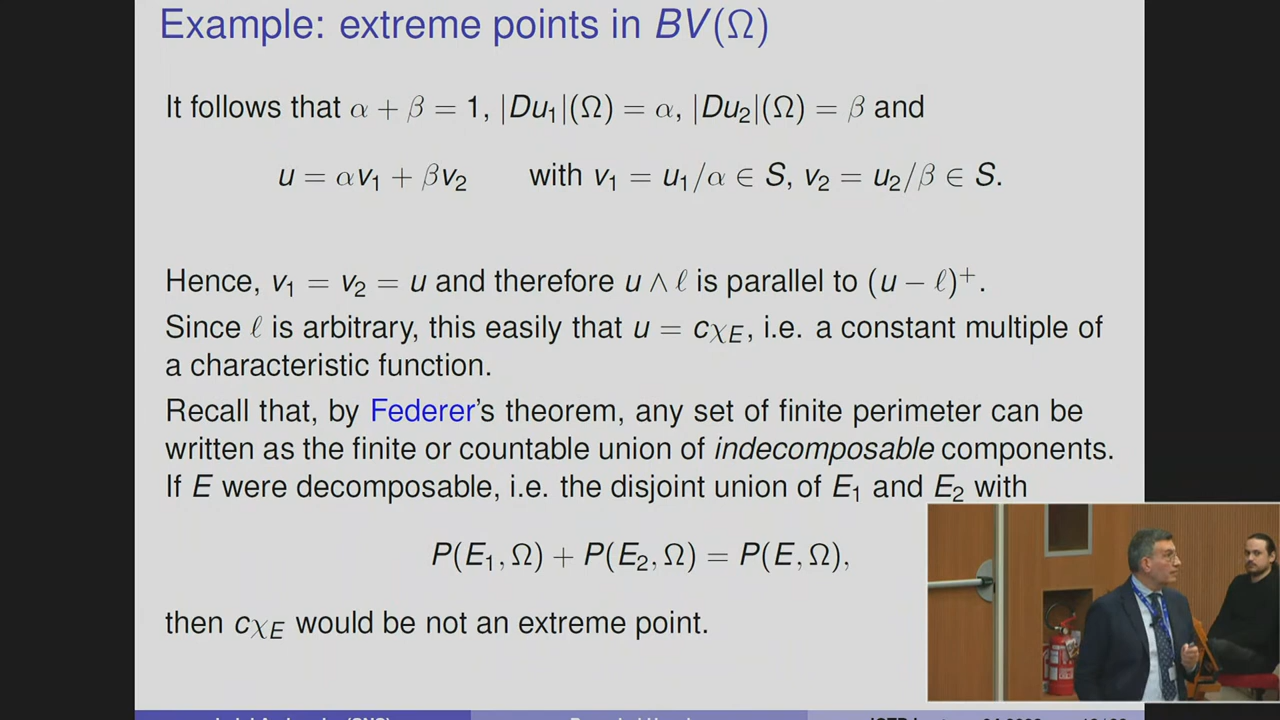 Example: extreme points in BV(Ω)
It follows that α + β = 1, |Du₁|(Ω) = α, |Du₂|(Ω) = β and
u = αv₁ + βv₂ with v₁ = u₁/α ∈ S, v₂ = u₂/β ∈ S.
Hence, v₁ = v₂ = u and therefore u ∧ ℓ is parallel to (u − ℓ)⁺.
Since ℓ is arbitrary, this easily that u = cχ_E, i.e. a constant multiple of
a characteristic function.
Recall that, by Federer's theorem, any set of finite perimeter can be
written as the finite or countable union of indecomposable components.
If E were decomposable, i.e. the disjoint union of E₁ and E₂ with
P(E₁, Ω) + P(E₂, Ω) = P(E, Ω),
then cχ_E would be not an extreme point.